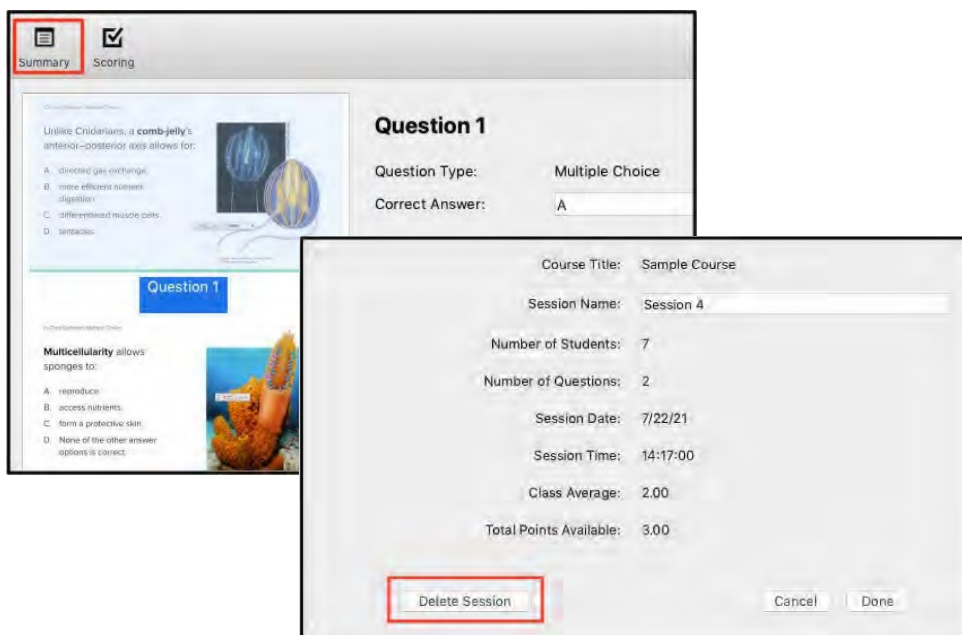 Summary Scoring
Unlike Cnidarians, a comb-jelly's
anterior–posterior axis allows for:
A. directed gas exchange.
B. more efficient nutrient
digestion.
C. differentiated muscle cells.
D. tentacles.
Question 1
Multicellularity allows
sponges to:
A. reproduce.
B. access nutrients.
C. form a protective skin.
D. None of the other answer
options is correct.
Question 1
Question Type: Multiple Choice
Correct Answer: A
Course Title: Sample Course
Session Name: Session 4
Number of Students: 7
Number of Questions: 2
Session Date: 7/22/21
Session Time: 14:17:00
Class Average: 2.00
Total Points Available: 3.00
Delete Session Cancel Done